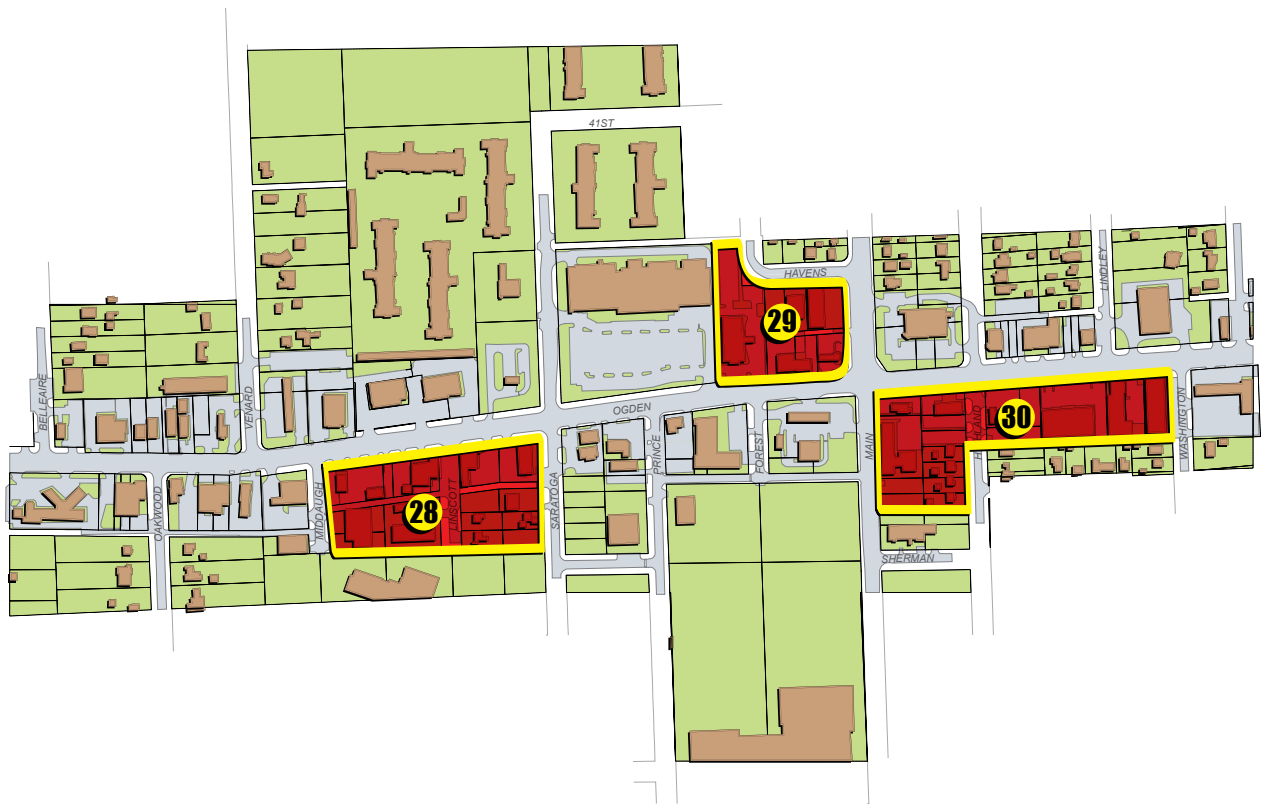 41ST
HAVENS
LINDLEY
29
BELLEAIRE
VENARD
OGDEN
PRINCE
FOREST
MAIN
30
WASHINGTON
28
LINSCOTT
MIDDAUGH
SARATOGA
OAKWOOD
SHERMAN